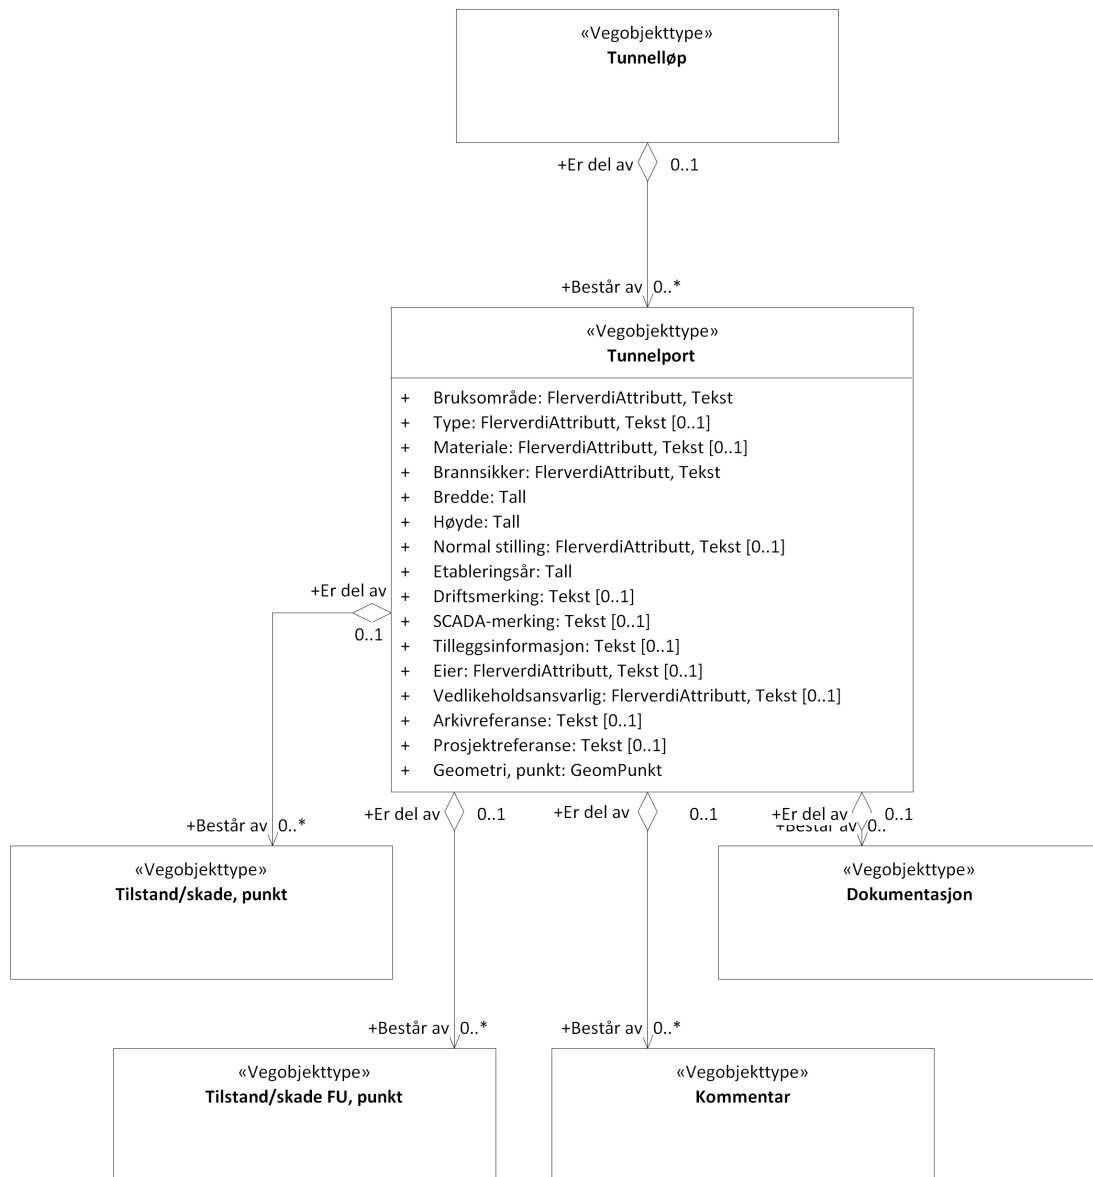 «Vegobjekttype»
Tunnelløp
+Er del av 0..1
+Består av 0..*
«Vegobjekttype»
Tunnelport
+ Bruksområde: FlerverdiAttributt, Tekst
+ Type: FlerverdiAttributt, Tekst [0..1]
+ Materiale: FlerverdiAttributt, Tekst [0..1]
+ Brannsikker: FlerverdiAttributt, Tekst
+ Bredde: Tall
+ Høyde: Tall
+ Normal stilling: FlerverdiAttributt, Tekst [0..1]
+ Etableringsår: Tall
+ Driftsmerking: Tekst [0..1]
+ SCADA-merking: Tekst [0..1]
+ Tilleggsinformasjon: Tekst [0..1]
+ Eier: FlerverdiAttributt, Tekst [0..1]
+ Vedlikeholdsansvarlig: FlerverdiAttributt, Tekst [0..1]
+ Arkivreferanse: Tekst [0..1]
+ Prosjektreferanse: Tekst [0..1]
+ Geometri, punkt: GeomPunkt
+Er del av
0..1
+Er del av 0..1
+Er del av 0..1
+Er del av 0..1
+Består av 0..*
+Består av 0..
«Vegobjekttype»
Tilstand/skade, punkt
«Vegobjekttype»
Dokumentasjon
+Består av 0..*
+Består av 0..*
«Vegobjekttype»
Tilstand/skade FU, punkt
«Vegobjekttype»
Kommentar